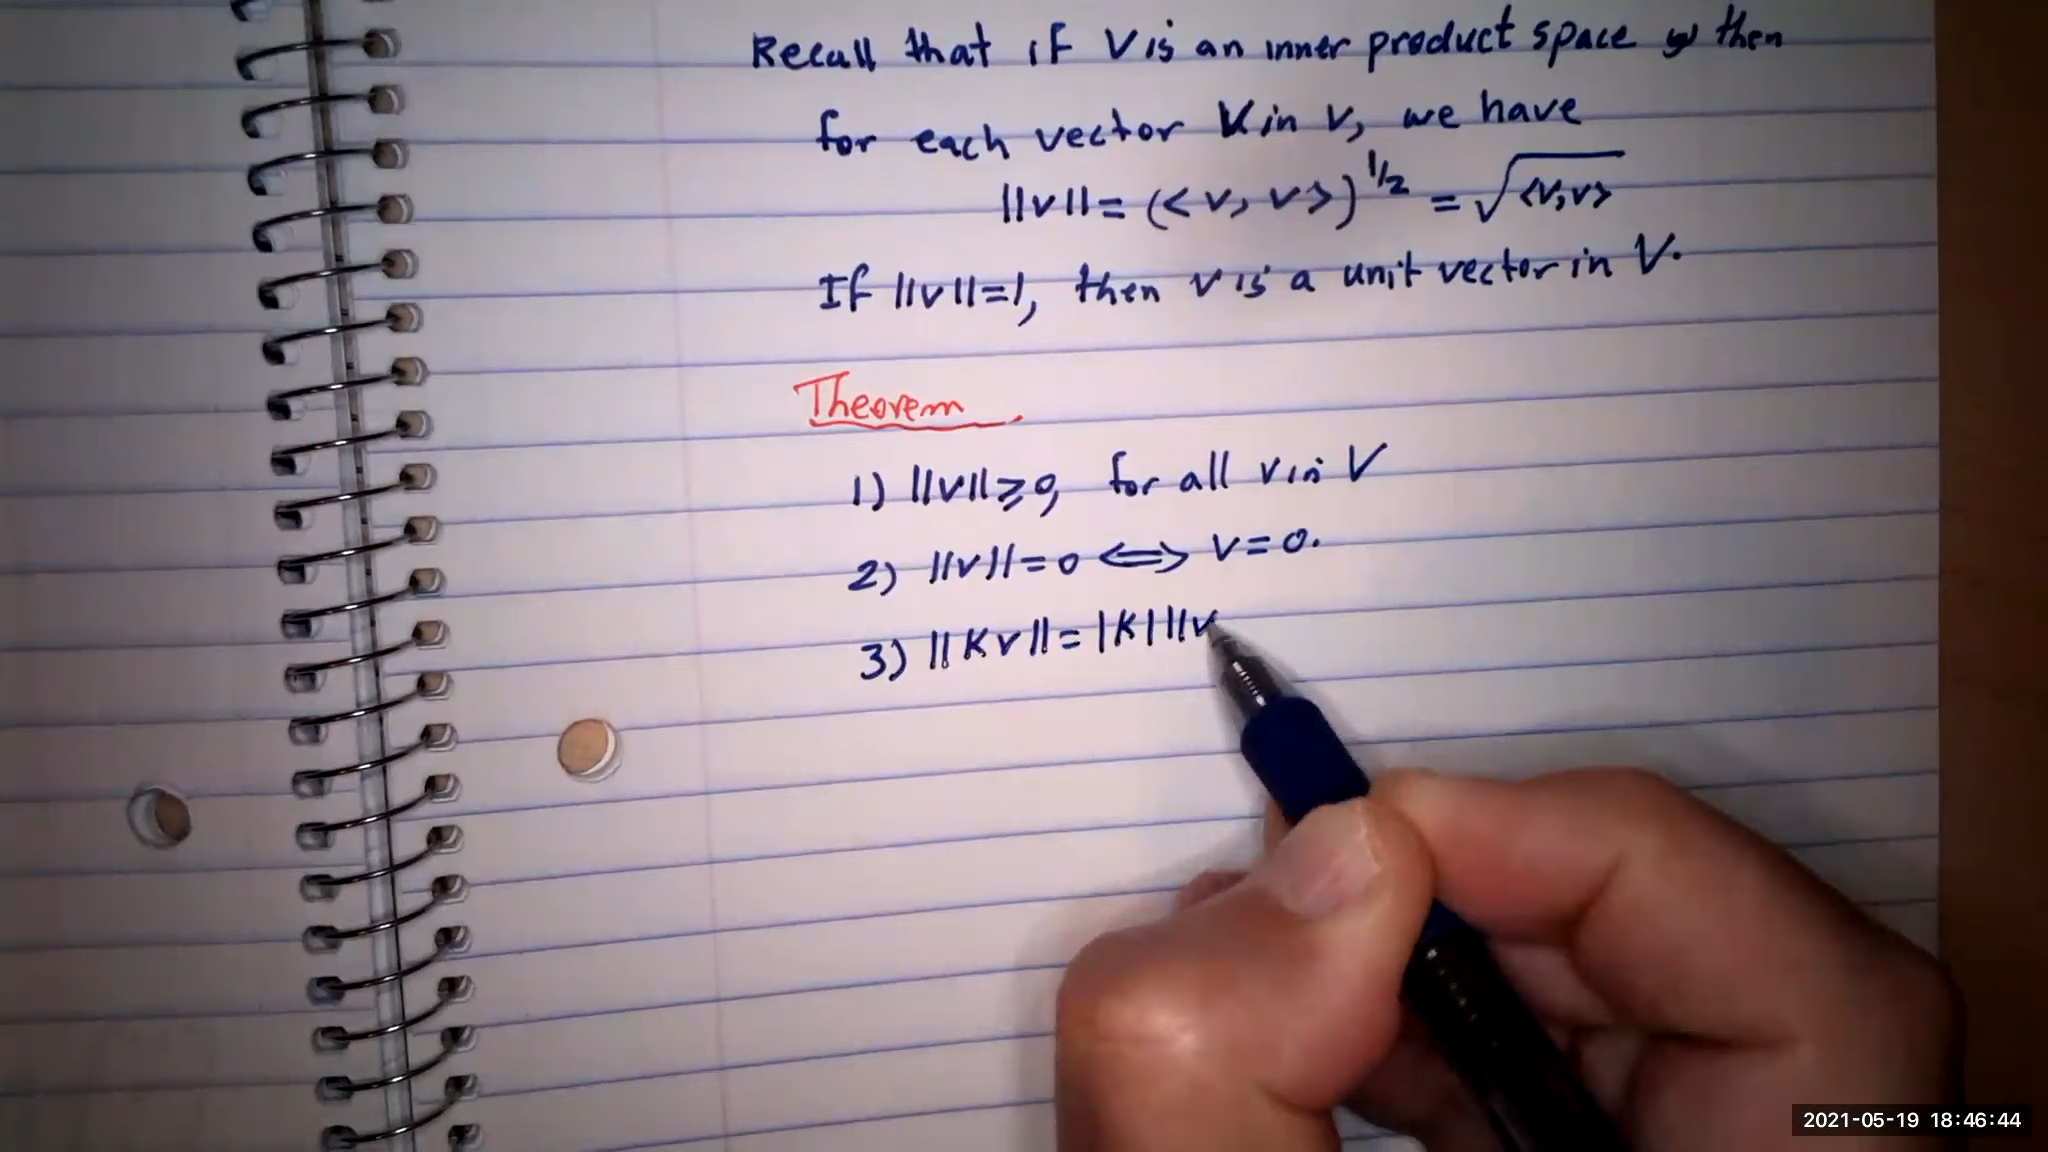 Recall that if V is an inner product space then
for each vector V in v, we have
||v|| = (<v, v>)^1/2 = √<v,v>
If ||v||=1, then v is a unit vector in V.
Theorem
1) ||v|| ⩾ 0, for all v in V
2) ||v|| = 0 ⟺ v = 0.
3) ||Kv|| = |K| ||v
2021-05-19 18:46:44